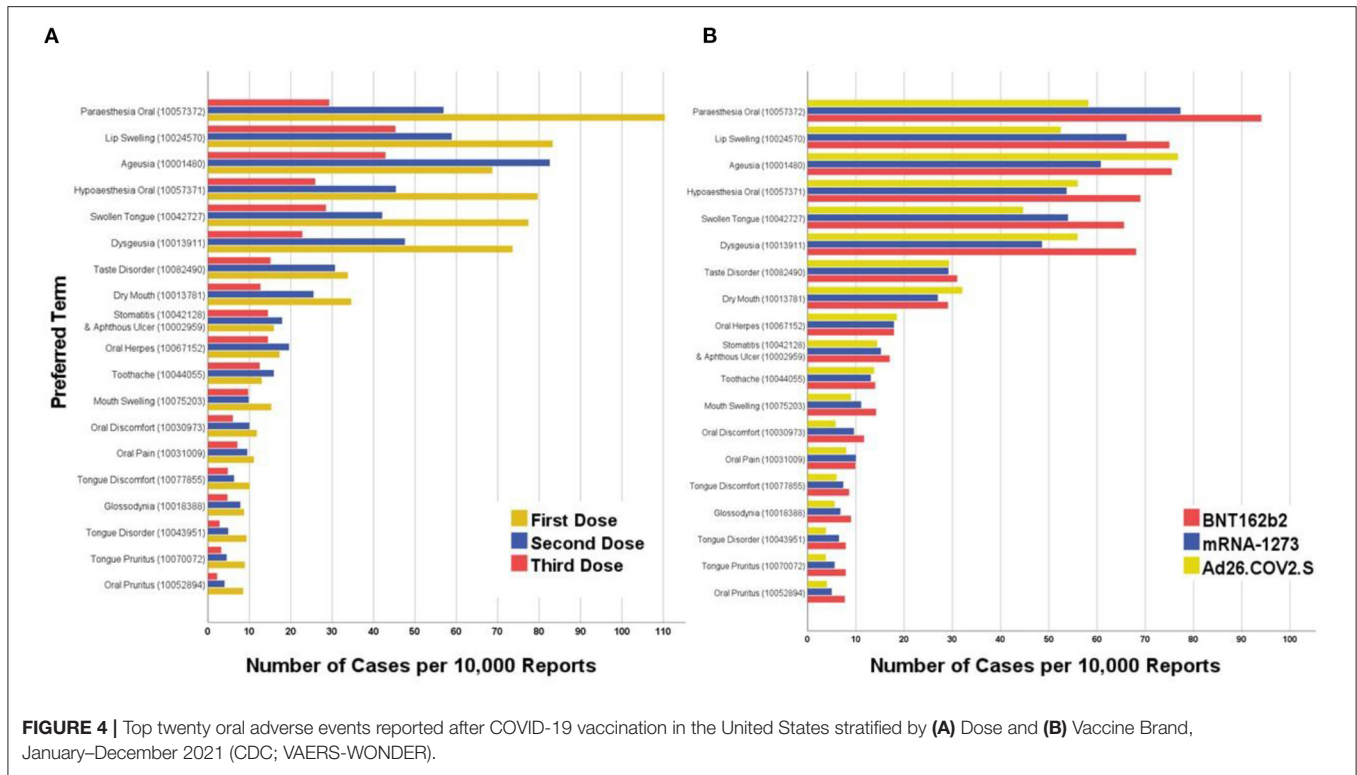 A
B
Preferred Term
Paraesthesia Oral (10057372)
Lip Swelling (10024570)
Ageusia (10001480)
Hypoaesthesia Oral (10057371)
Swollen Tongue (10042727)
Dysgeusia (10013911)
Taste Disorder (10082490)
Dry Mouth (10013781)
Stomatitis (10042128)
& Aphthous Ulcer (10002959)
Oral Herpes (10067152)
Toothache (10044055)
Mouth Swelling (10075203)
Oral Discomfort (10030973)
Oral Pain (10031009)
Tongue Discomfort (10077855)
Glossodynia (10018388)
Tongue Disorder (10043951)
Tongue Pruritus (10070072)
Oral Pruritus (10052894)
First Dose
Second Dose
Third Dose
0 10 20 30 40 50 60 70 80 90 100 110
Number of Cases per 10,000 Reports
Paraesthesia Oral (10057372)
Lip Swelling (10024570)
Ageusia (10001480)
Hypoaesthesia Oral (10057371)
Swollen Tongue (10042727)
Dysgeusia (10013911)
Taste Disorder (10082490)
Dry Mouth (10013781)
Oral Herpes (10067152)
Stomatitis (10042128)
& Aphthous Ulcer (10002959)
Toothache (10044055)
Mouth Swelling (10075203)
Oral Discomfort (10030973)
Oral Pain (10031009)
Tongue Discomfort (10077855)
Glossodynia (10018388)
Tongue Disorder (10043951)
Tongue Pruritus (10070072)
Oral Pruritus (10052894)
BNT162b2
mRNA-1273
Ad26.COV2.S
0 10 20 30 40 50 60 70 80 90 100
Number of Cases per 10,000 Reports
FIGURE 4 | Top twenty oral adverse events reported after COVID-19 vaccination in the United States stratified by (A) Dose and (B) Vaccine Brand,
January–December 2021 (CDC; VAERS-WONDER).